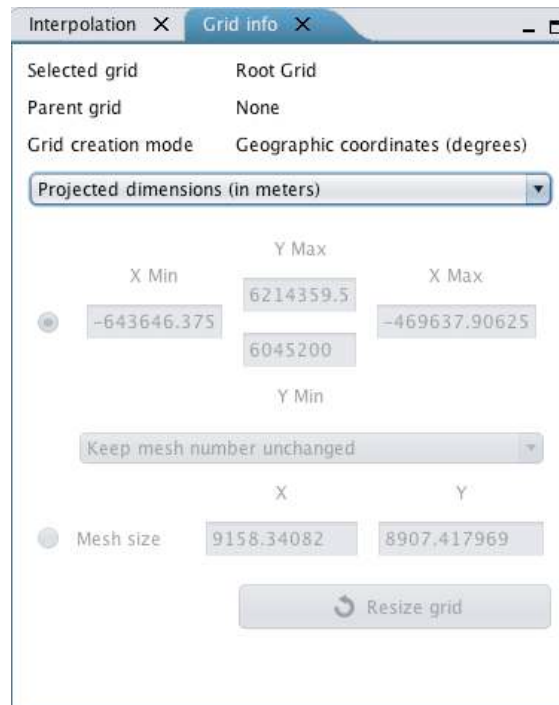 Interpolation Grid info
Selected grid Root Grid
Parent grid None
Grid creation mode Geographic coordinates (degrees)
Projected dimensions (in meters)
Y Max
X Min X Max
6214359.5
-643646.375 -469637.90625
6045200
Y Min
Keep mesh number unchanged
X Y
Mesh size 9158.34082 8907.417969
Resize grid